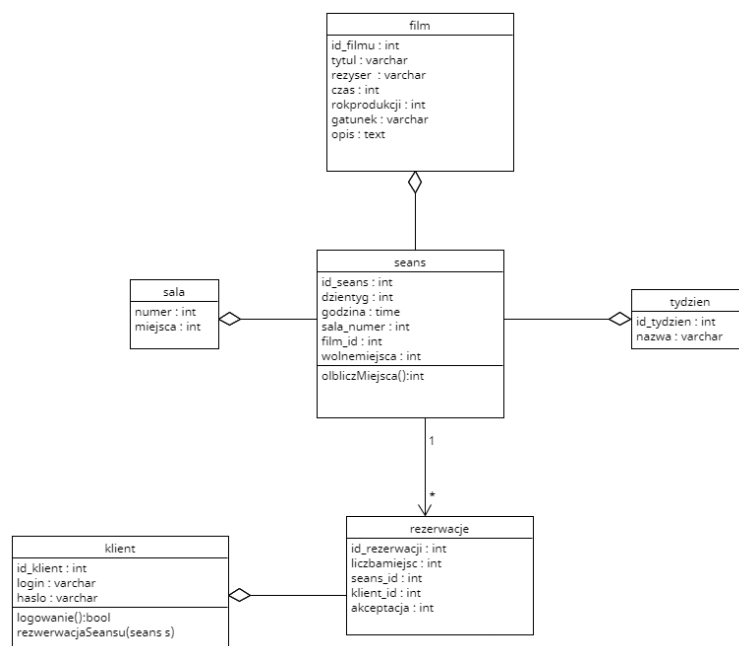 film
id_filmu : int
tytul : varchar
rezyser : varchar
czas : int
rokprodukcji : int
gatunek : varchar
opis : text
seans
id_seans : int
dzientyg : int
godzina : time
sala_numer : int
film_id : int
wolnemiejsca : int
olbliczMiejsca():int
sala
numer : int
miejsca : int
tydzien
id_tydzien : int
nazwa : varchar
1
*
rezerwacje
id_rezerwacji : int
liczbamiejsc : int
seans_id : int
klient_id : int
akceptacja : int
klient
id_klient : int
login : varchar
haslo : varchar
logowanie():bool
rezwerwacjaSeansu(seans s)